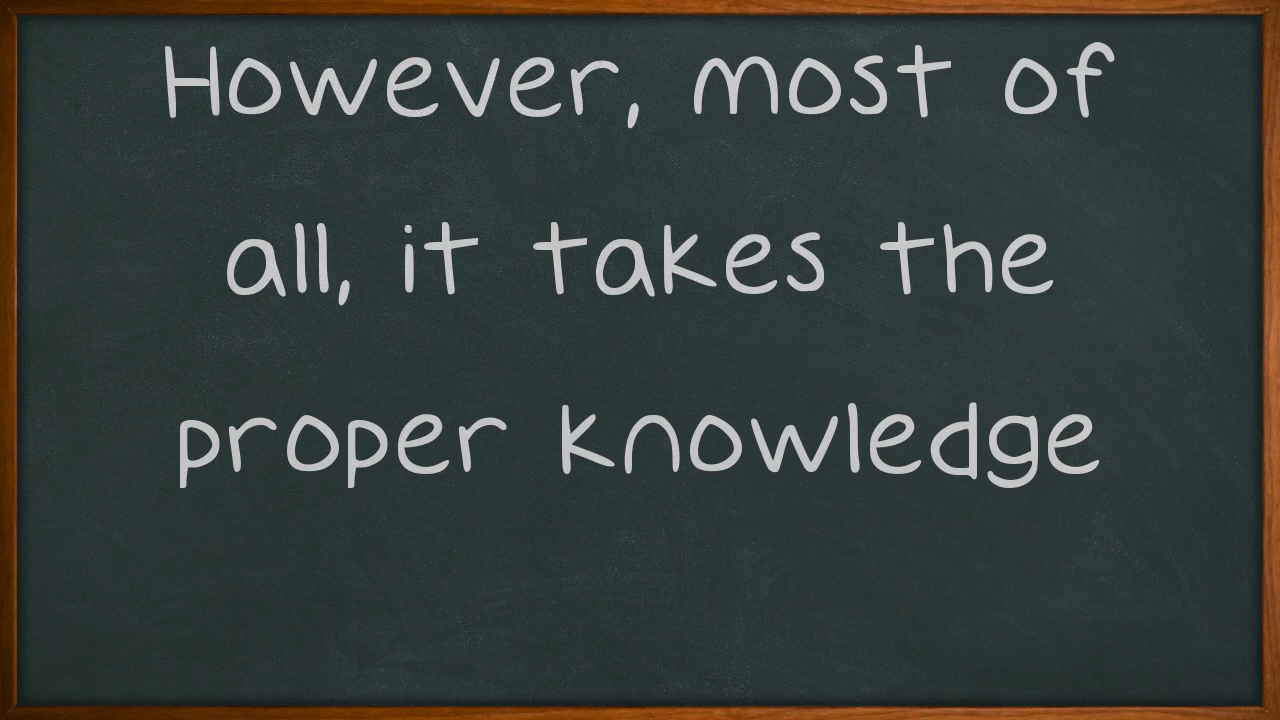 However, most of
all, it takes the
proper knowledge